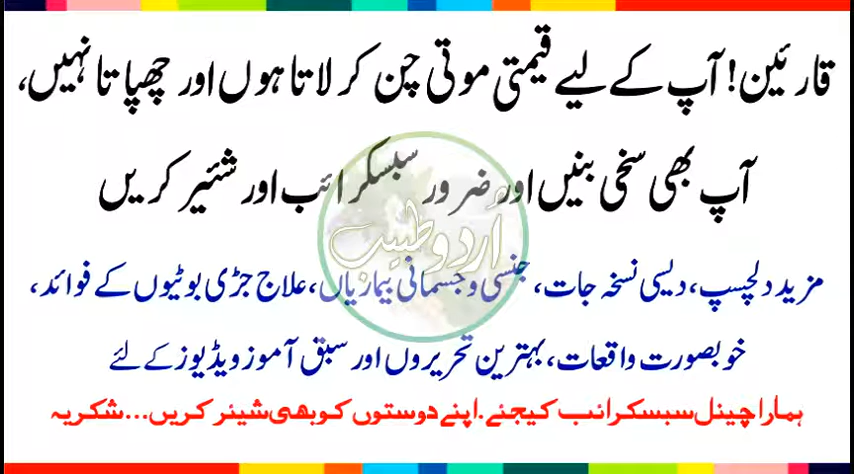 قارئین! آپ کے لیے قیمتی موتی چن کر لاتا ہوں اور چھپاتا نہیں،
آپ بھی سخی بنیں اور ضرور سبسکرائب اور شئیر کریں
اُردو طبیب
مزید دلچسپ، دیسی نسخہ جات، جنسی و جسمانی بیماریاں، علاج جڑی بوٹیوں کے فوائد،
خوبصورت واقعات، بہترین تحریروں اور سبق آموز ویڈیوز کے لئے
ہمارا چینل سبسکرائب کیجئے. اپنے دوستوں کو بھی شیئر کریں... شکریہ